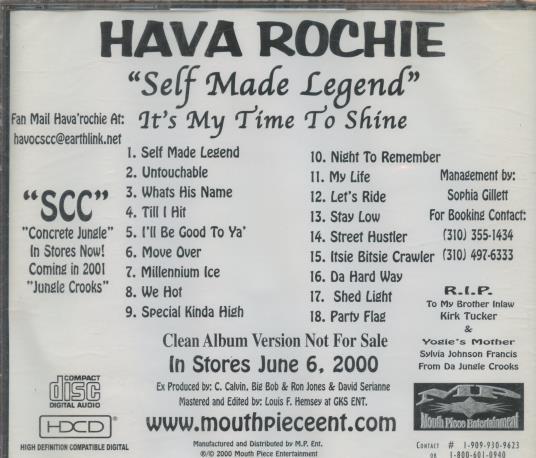 HAVA ROCHIE
"Self Made Legend"
It's My Time To Shine
Fan Mail Hava'rochie At:
havocscc@earthlink.net
"SCC"
"Concrete Jungle"
In Stores Now!
Coming in 2001
"Jungle Crooks"
1. Self Made Legend
2. Untouchable
3. Whats His Name
4. Till I Hit
5. I'll Be Good To Ya'
6. Move Over
7. Millennium Ice
8. We Hot
9. Special Kinda High
10. Night To Remember
11. My Life
12. Let's Ride
13. Stay Low
14. Street Hustler
15. Itsie Bitsie Crawler
16. Da Hard Way
17. Shed Light
18. Party Flag
Management by:
Sophia Gillett
For Booking Contact:
(310) 355-1434
(310) 497-6333
R.I.P.
To My Brother Inlaw
Kirk Tucker
&
Yogie's Mother
Sylvia Johnson Francis
From Da Jungle Crooks
Clean Album Version Not For Sale
In Stores June 6, 2000
Ex Produced by: C. Calvin, Big Bob & Ron Jones & David Serianne
Mastered and Edited by: Louis F. Hemsey at GKS ENT.
www.mouthpieceent.com
Manufactured and Distributed by M.P. Ent.
®/© 2000 Mouth Piece Entertainment
COMPACT
disc
DIGITAL AUDIO
HDCD
HIGH DEFINITION COMPATIBLE DIGITAL
Mouth Piece Entertainment
CONTACT # 1-909-930-9623
OR 1-800-601-0940